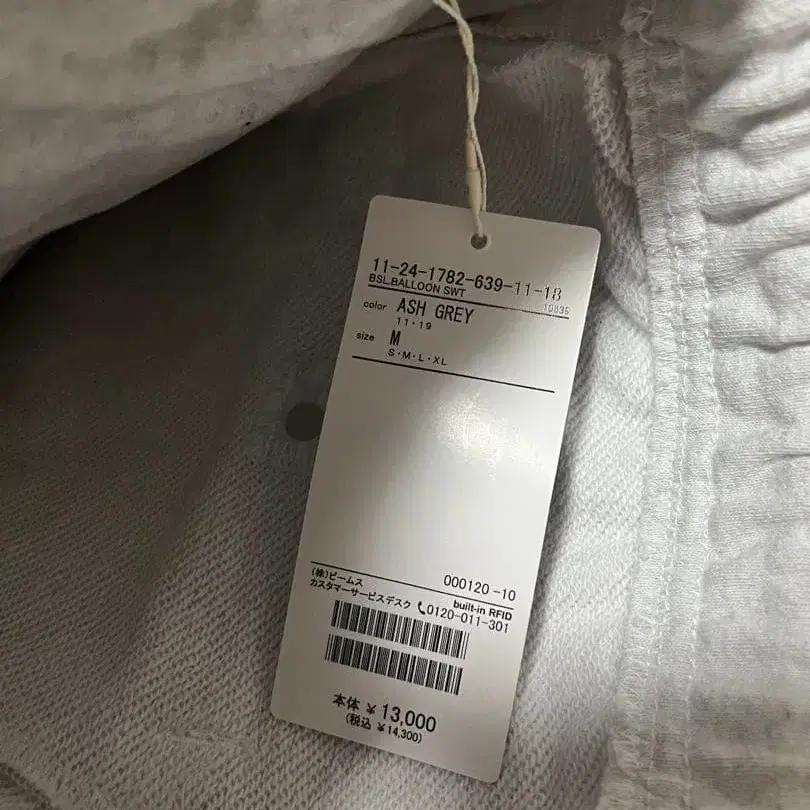 11-24-1782-639-11-18
BSL.BALLOON SWT
10839
color ASH GREY
11・19
size M
S・M・L・XL
000120-10
(株)ビームス
built-in RFID
カスタマーサービスデスク 0120-011-301
本体 ¥13,000
(税込 ¥14,300)